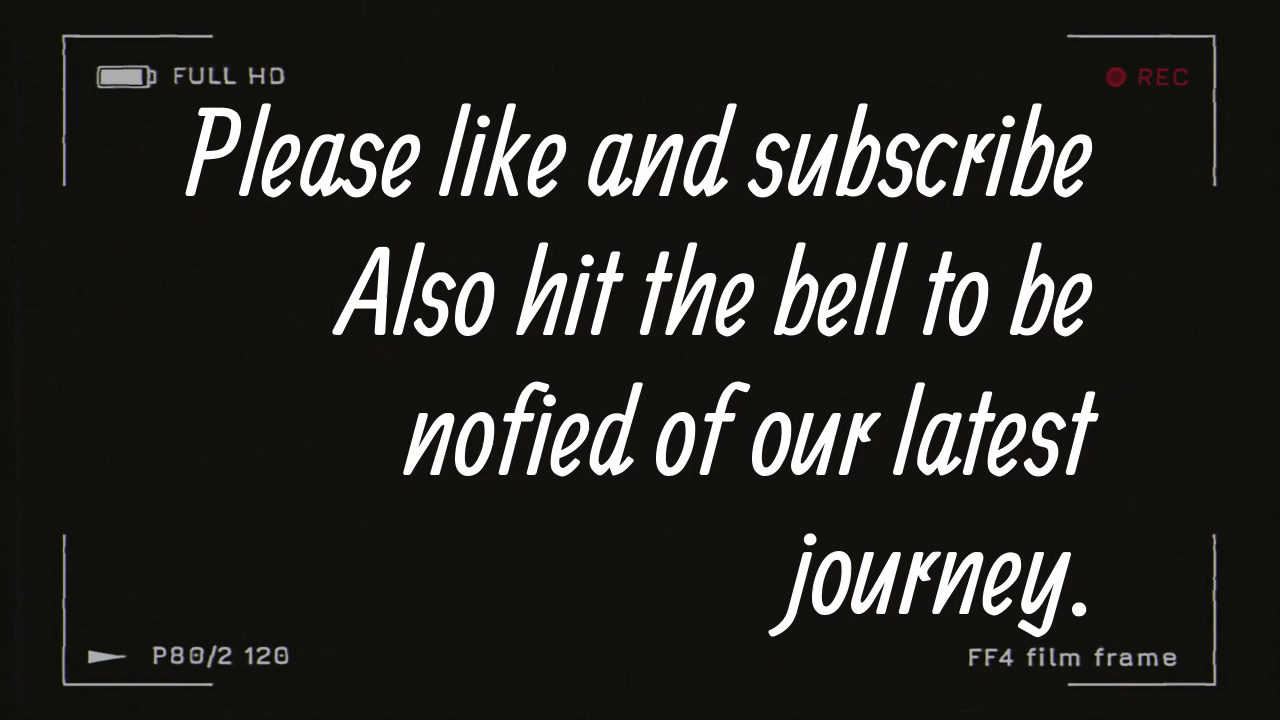 FULL HD
REC
Please like and subscribe
Also hit the bell to be
nofied of our latest
journey.
P80/2 120
FF4 film frame